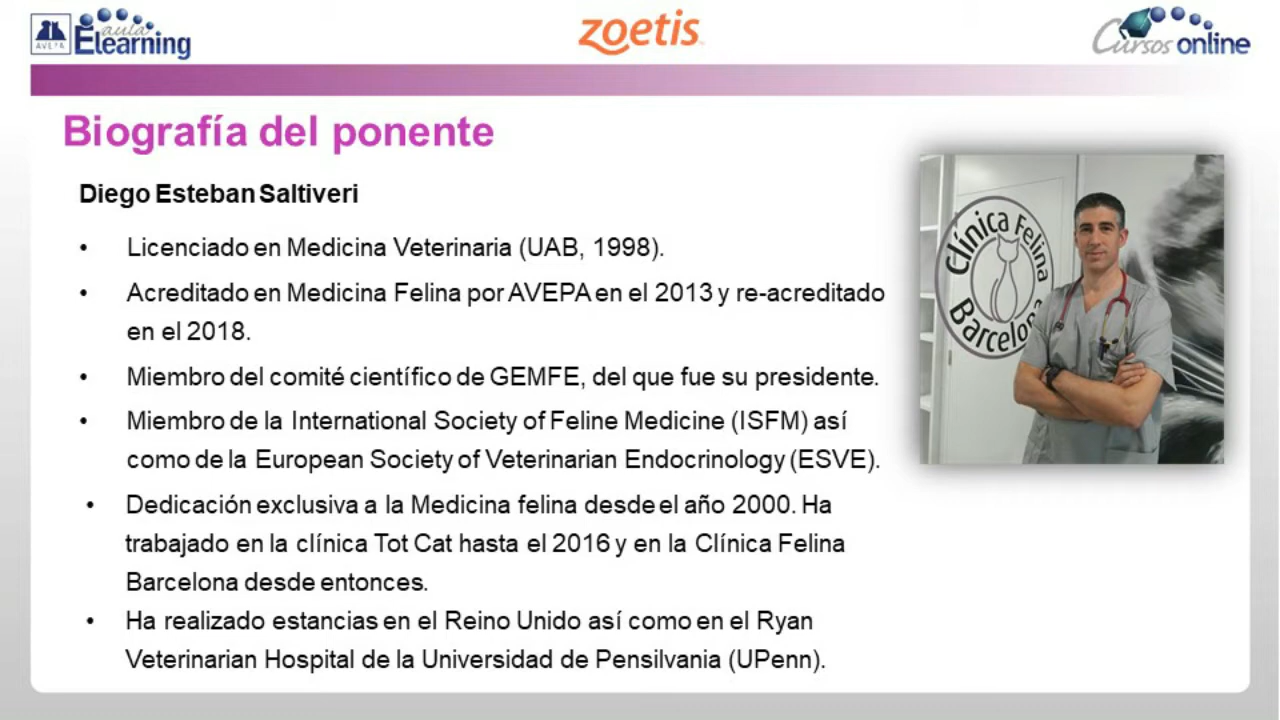 AVEPA
aula
Elearning
zoetis
Cursos online
Biografía del ponente
Diego Esteban Saltiveri
• Licenciado en Medicina Veterinaria (UAB, 1998).
• Acreditado en Medicina Felina por AVEPA en el 2013 y re-acreditado
en el 2018.
• Miembro del comité científico de GEMFE, del que fue su presidente.
• Miembro de la International Society of Feline Medicine (ISFM) así
como de la European Society of Veterinarian Endocrinology (ESVE).
• Dedicación exclusiva a la Medicina felina desde el año 2000. Ha
trabajado en la clínica Tot Cat hasta el 2016 y en la Clínica Felina
Barcelona desde entonces.
• Ha realizado estancias en el Reino Unido así como en el Ryan
Veterinarian Hospital de la Universidad de Pensilvania (UPenn).
Clínica Felina
Barcelona